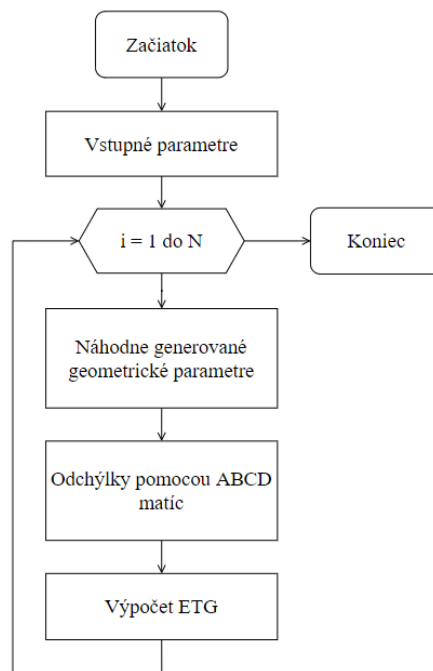 Začiatok
Vstupné parametre
i = 1 do N
Koniec
Náhodne generované
geometrické parametre
Odchýlky pomocou ABCD
matíc
Výpočet ETG